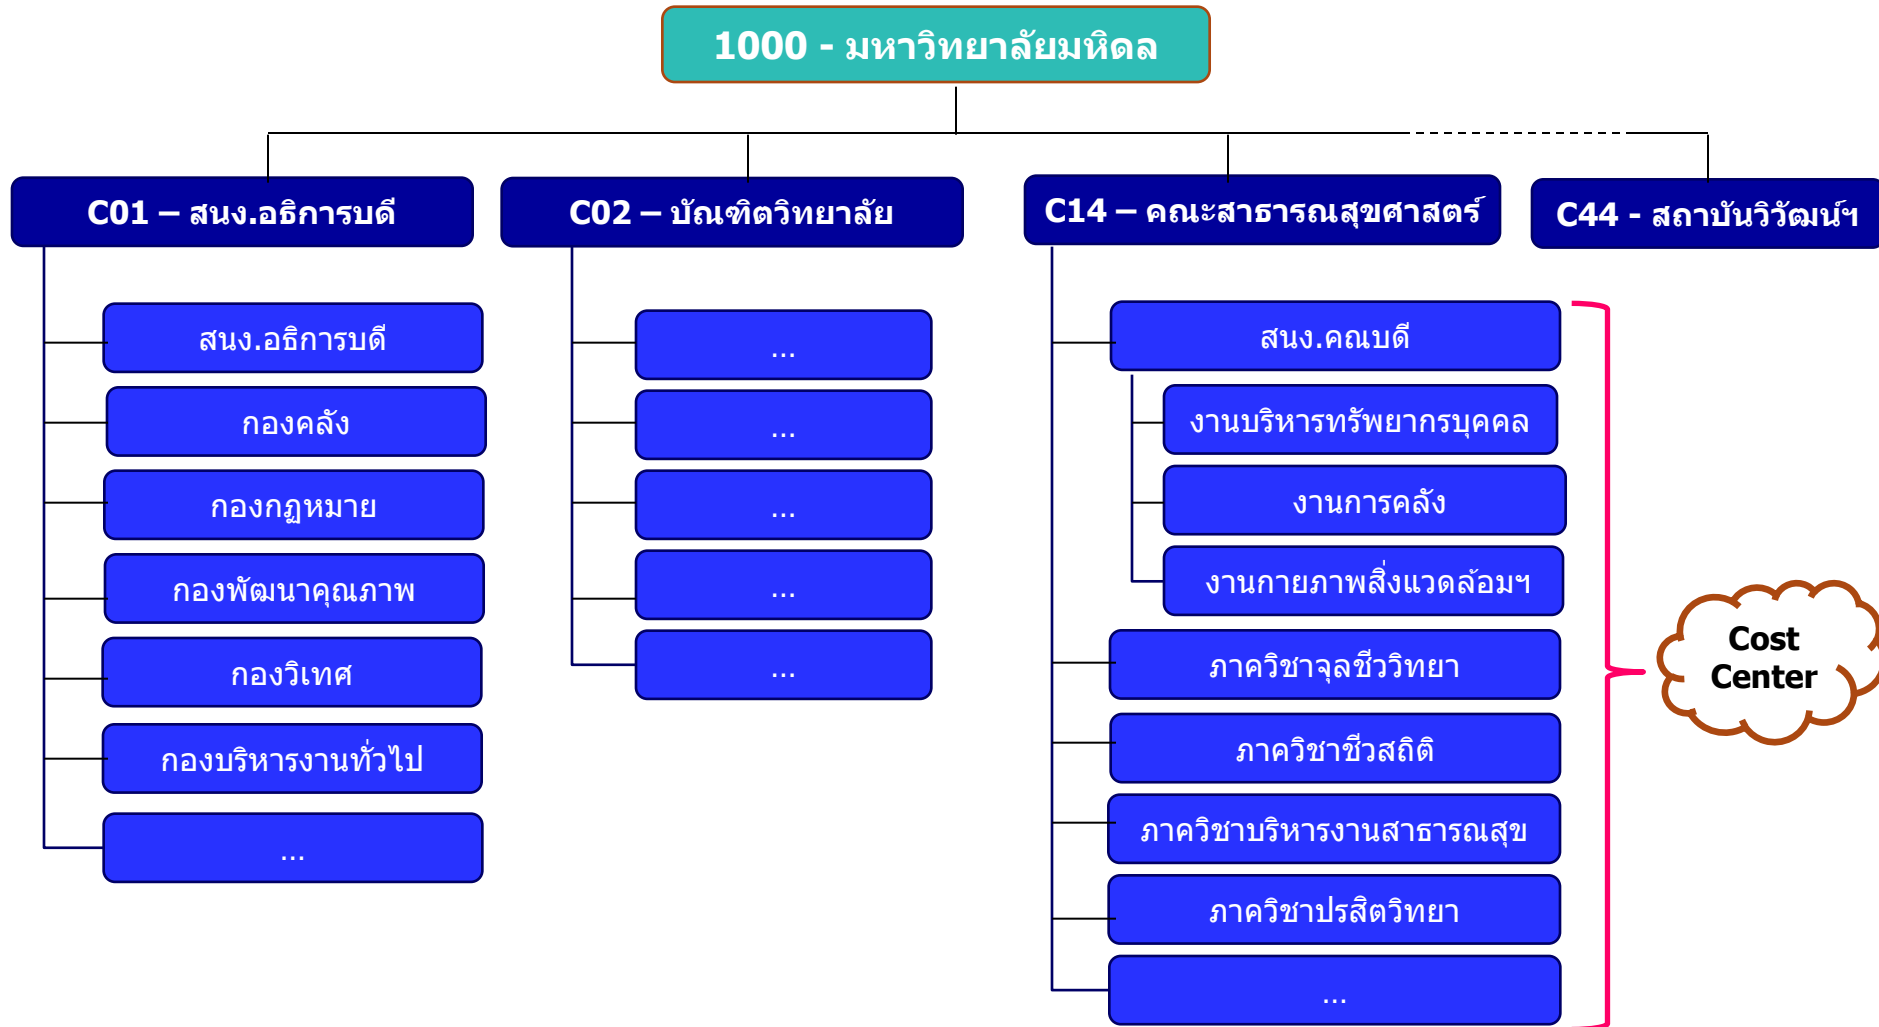 1000 - มหาวิทยาลัยมหิดล
C01 – สนง.อธิการบดี
สนง.อธิการบดี
กองคลัง
กองกฎหมาย
กองพัฒนาคุณภาพ
กองวิเทศ
กองบริหารงานทั่วไป
...
C02 – บัณฑิตวิทยาลัย
...
...
...
...
...
C14 – คณะสาธารณสุขศาสตร์
สนง.คณบดี
งานบริหารทรัพยากรบุคคล
งานการคลัง
งานกายภาพสิ่งแวดล้อมฯ
ภาควิชาจุลชีววิทยา
ภาควิชาชีวสถิติ
ภาควิชาบริหารงานสาธารณสุข
ภาควิชาปรสิตวิทยา
...
C44 - สถาบันวิวัฒน์ฯ
Cost
Center